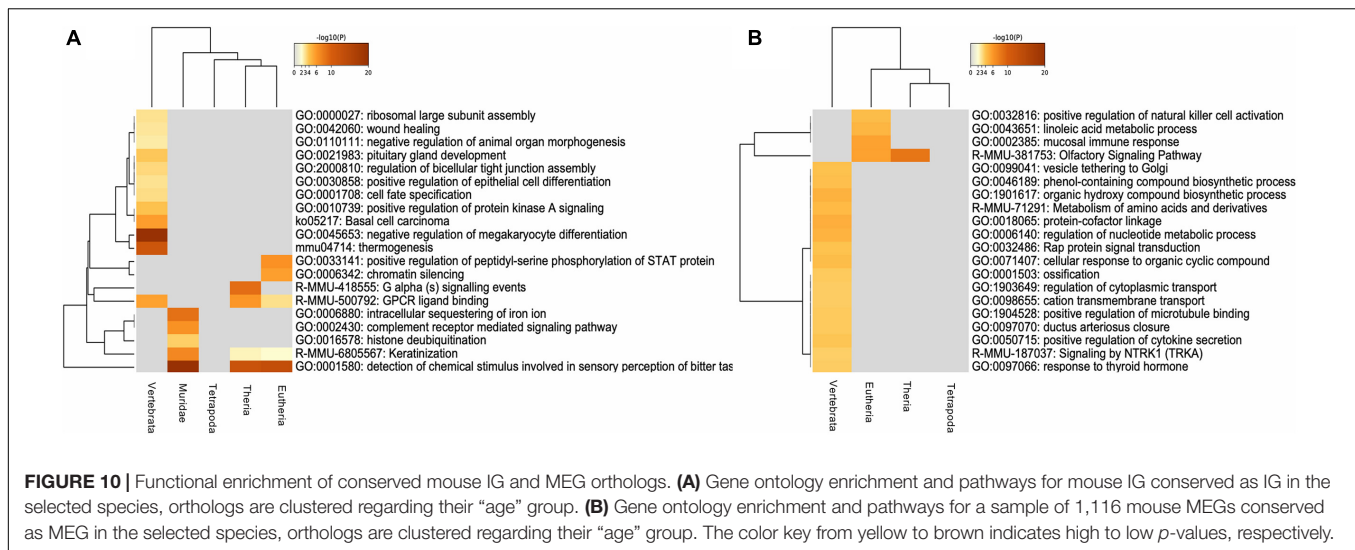 A
-log10(P)
0 2 3 4 6 10 20
GO:0000027: ribosomal large subunit assembly
GO:0042060: wound healing
GO:0110111: negative regulation of animal organ morphogenesis
GO:0021983: pituitary gland development
GO:2000810: regulation of bicellular tight junction assembly
GO:0030858: positive regulation of epithelial cell differentiation
GO:0001708: cell fate specification
GO:0010739: positive regulation of protein kinase A signaling
ko05217: Basal cell carcinoma
GO:0045653: negative regulation of megakaryocyte differentiation
mmu04714: thermogenesis
GO:0033141: positive regulation of peptidyl-serine phosphorylation of STAT protein
GO:0006342: chromatin silencing
R-MMU-418555: G alpha (s) signalling events
R-MMU-500792: GPCR ligand binding
GO:0006880: intracellular sequestering of iron ion
GO:0002430: complement receptor mediated signaling pathway
GO:0016578: histone deubiquitination
R-MMU-6805567: Keratinization
GO:0001580: detection of chemical stimulus involved in sensory perception of bitter tas
Vertebrata
Muridae
Tetrapoda
Theria
Eutheria
B
-log10(P)
0 2 3 4 6 10 20
GO:0032816: positive regulation of natural killer cell activation
GO:0043651: linoleic acid metabolic process
GO:0002385: mucosal immune response
R-MMU-381753: Olfactory Signaling Pathway
GO:0099041: vesicle tethering to Golgi
GO:0046189: phenol-containing compound biosynthetic process
GO:1901617: organic hydroxy compound biosynthetic process
R-MMU-71291: Metabolism of amino acids and derivatives
GO:0018065: protein-cofactor linkage
GO:0006140: regulation of nucleotide metabolic process
GO:0032486: Rap protein signal transduction
GO:0071407: cellular response to organic cyclic compound
GO:0001503: ossification
GO:1903649: regulation of cytoplasmic transport
GO:0098655: cation transmembrane transport
GO:1904528: positive regulation of microtubule binding
GO:0097070: ductus arteriosus closure
GO:0050715: positive regulation of cytokine secretion
R-MMU-187037: Signaling by NTRK1 (TRKA)
GO:0097066: response to thyroid hormone
Vertebrata
Eutheria
Theria
Tetrapoda
FIGURE 10 | Functional enrichment of conserved mouse IG and MEG orthologs. (A) Gene ontology enrichment and pathways for mouse IG conserved as IG in the
selected species, orthologs are clustered regarding their “age” group. (B) Gene ontology enrichment and pathways for a sample of 1,116 mouse MEGs conserved
as MEG in the selected species, orthologs are clustered regarding their “age” group. The color key from yellow to brown indicates high to low p-values, respectively.